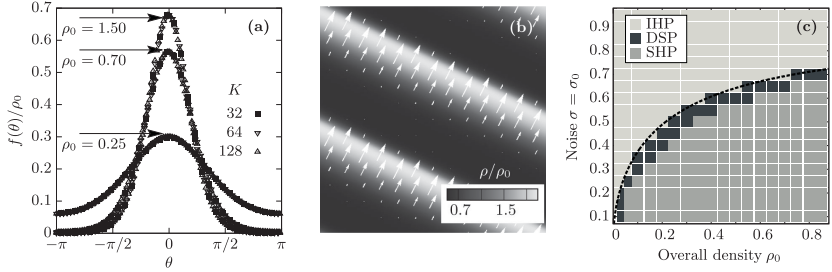 (a)
f(θ)/ρ₀
0.7
0.6
0.5
0.4
0.3
0.2
0.1
0
ρ₀ = 1.50
ρ₀ = 0.70
ρ₀ = 0.25
K
32
64
128
−π
−π/2
0
π/2
π
θ
(b)
ρ/ρ₀
0.7
1.5
(c)
IHP
DSP
SHP
Noise σ = σ₀
0.9
0.8
0.7
0.6
0.5
0.4
0.3
0.2
0.1
0
0.2
0.4
0.6
0.8
Overall density ρ₀